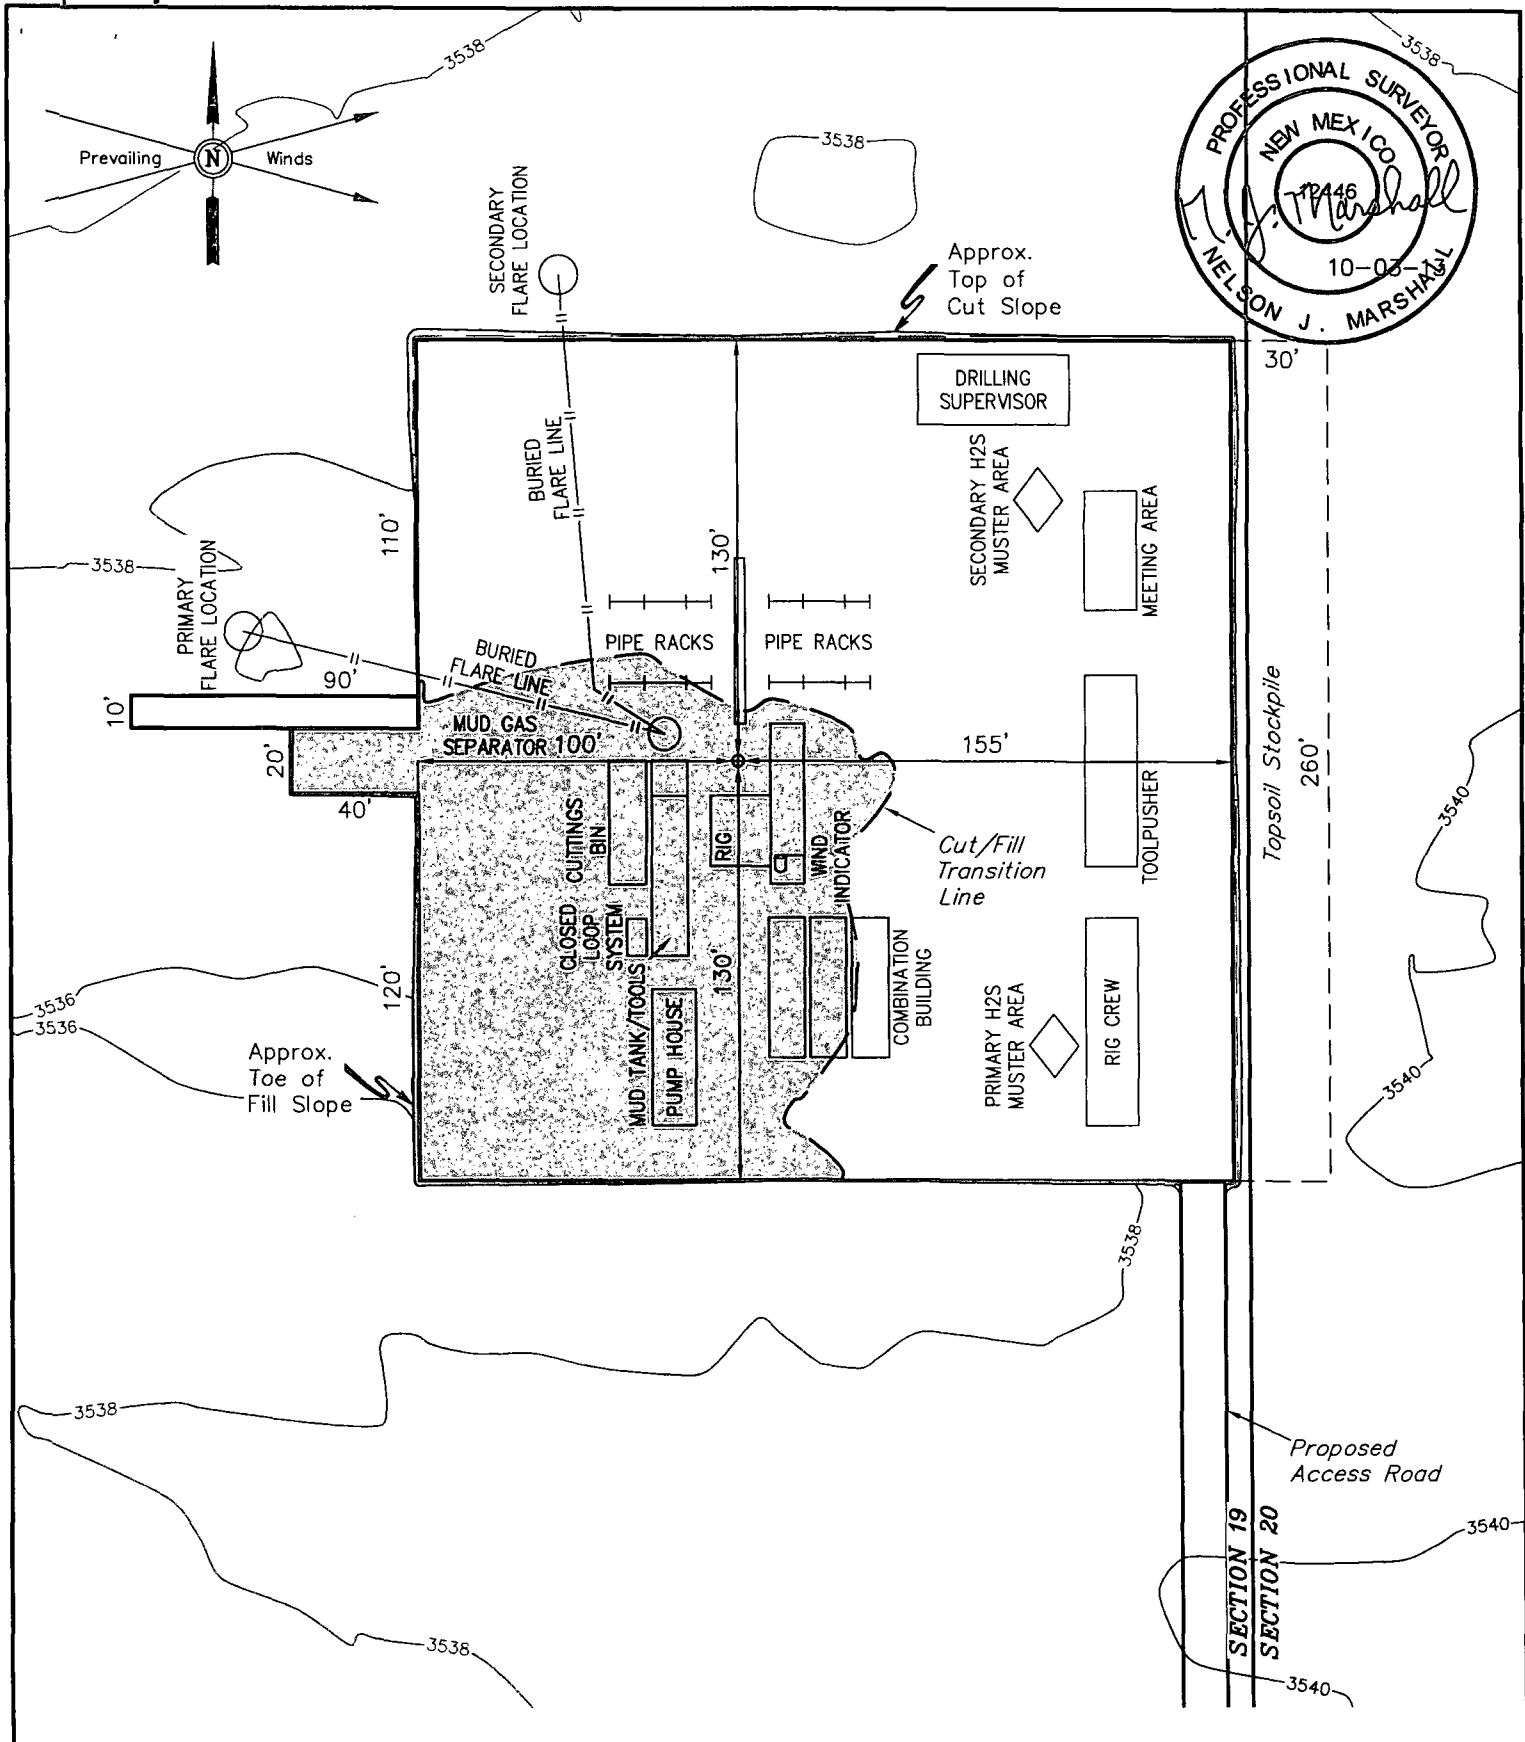 3538
3538
Prevailing
N
Winds
3538
SECONDARY
FLARE LOCATION
Approx.
Top of
Cut Slope
PROFESSIONAL SURVEYOR
NEW MEXICO
12446
N. J. Marshall
10-03-13
NELSON J. MARSHALL
30'
DRILLING
SUPERVISOR
BURIED
FLARE LINE
SECONDARY H2S
MUSTER AREA
MEETING AREA
110'
130'
3538
PRIMARY
FLARE LOCATION
BURIED
FLARE LINE
PIPE RACKS
PIPE RACKS
90'
10'
MUD GAS
SEPARATOR
100'
155'
20'
40'
Topsoil Stockpile
260'
CUTTINGS
BIN
RIG
WIND
INDICATOR
Cut/Fill
Transition
Line
TOOLPUSHER
3540
CLOSED
LOOP
SYSTEM
MUD TANK/TOOLS
PUMP HOUSE
130'
COMBINATION
BUILDING
PRIMARY H2S
MUSTER AREA
RIG CREW
120'
3536
3536
Approx.
Toe of
Fill Slope
3540
3538
3538
Proposed
Access Road
3538
SECTION 19
SECTION 20
3540
3540